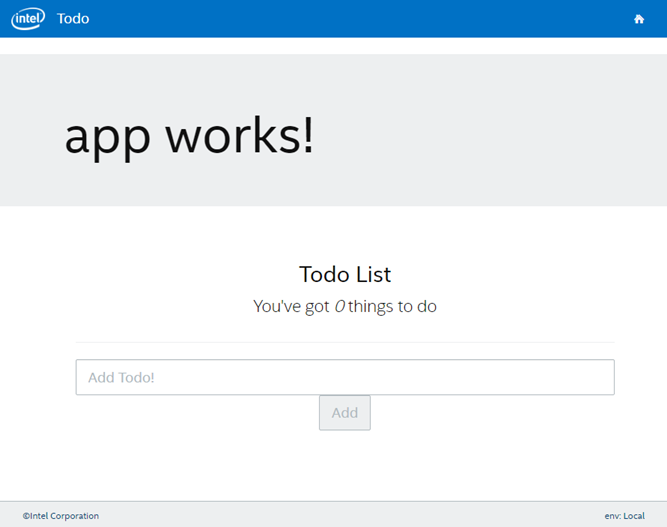 intel Todo
app works!
Todo List
You've got 0 things to do
Add Todo!
Add
©Intel Corporation env: Local